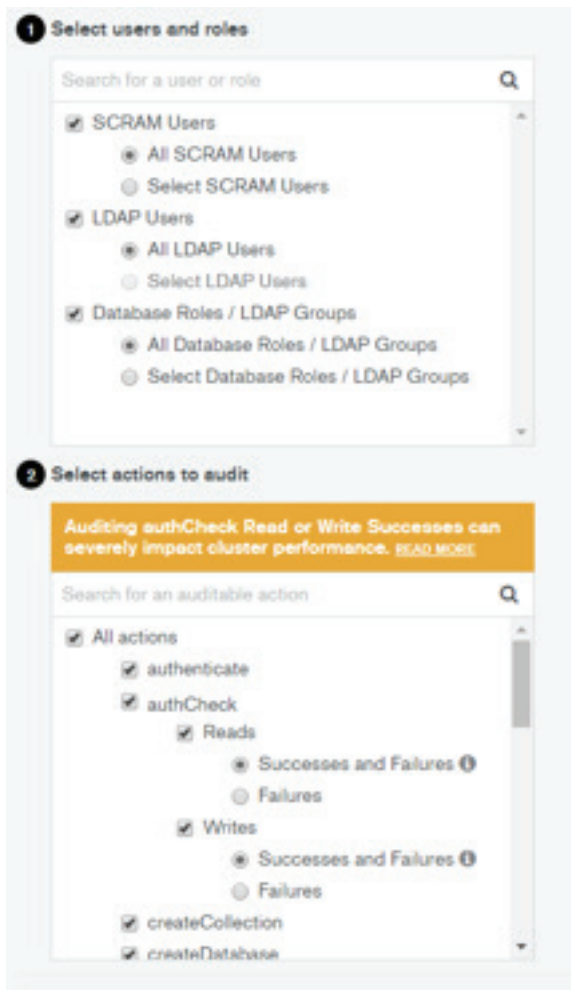 1 Select users and roles
Search for a user or role
SCRAM Users
All SCRAM Users
Select SCRAM Users
LDAP Users
All LDAP Users
Select LDAP Users
Database Roles / LDAP Groups
All Database Roles / LDAP Groups
Select Database Roles / LDAP Groups
2 Select actions to audit
Auditing authCheck Read or Write Successes can
severely impact cluster performance. READ MORE
Search for an auditable action
All actions
authenticate
authCheck
Reads
Successes and Failures
Failures
Writes
Successes and Failures
Failures
createCollection
createDatabase